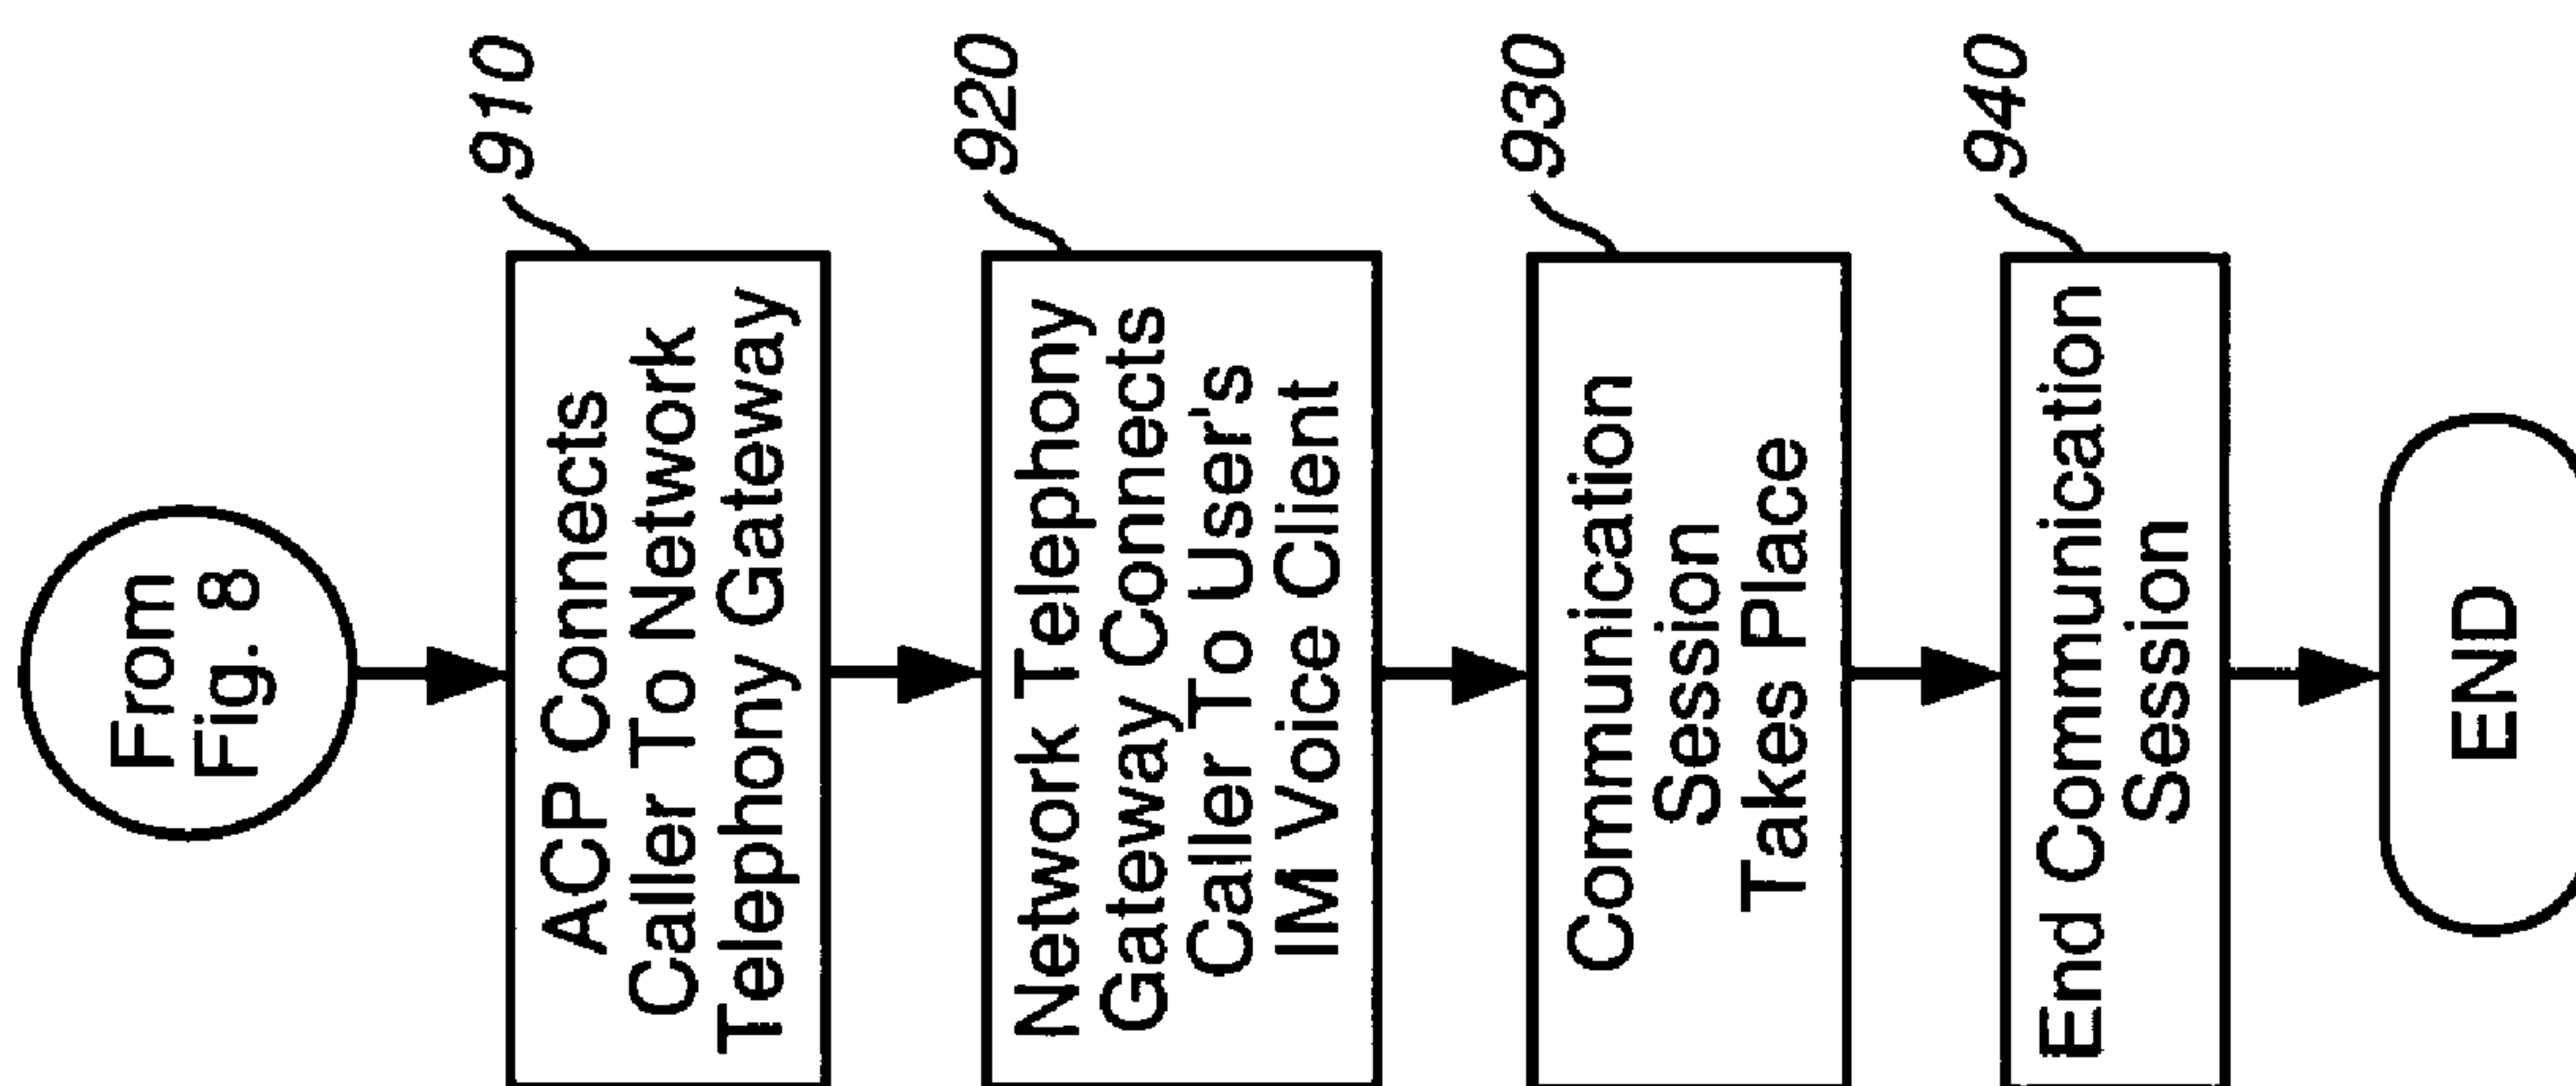 From
Fig. 8
910
ACP Connects
Caller To Network
Telephony Gateway
920
Network Telephony
Gateway Connects
Caller To User's
IM Voice Client
930
Communication
Session
Takes Place
940
End Communication
Session
END